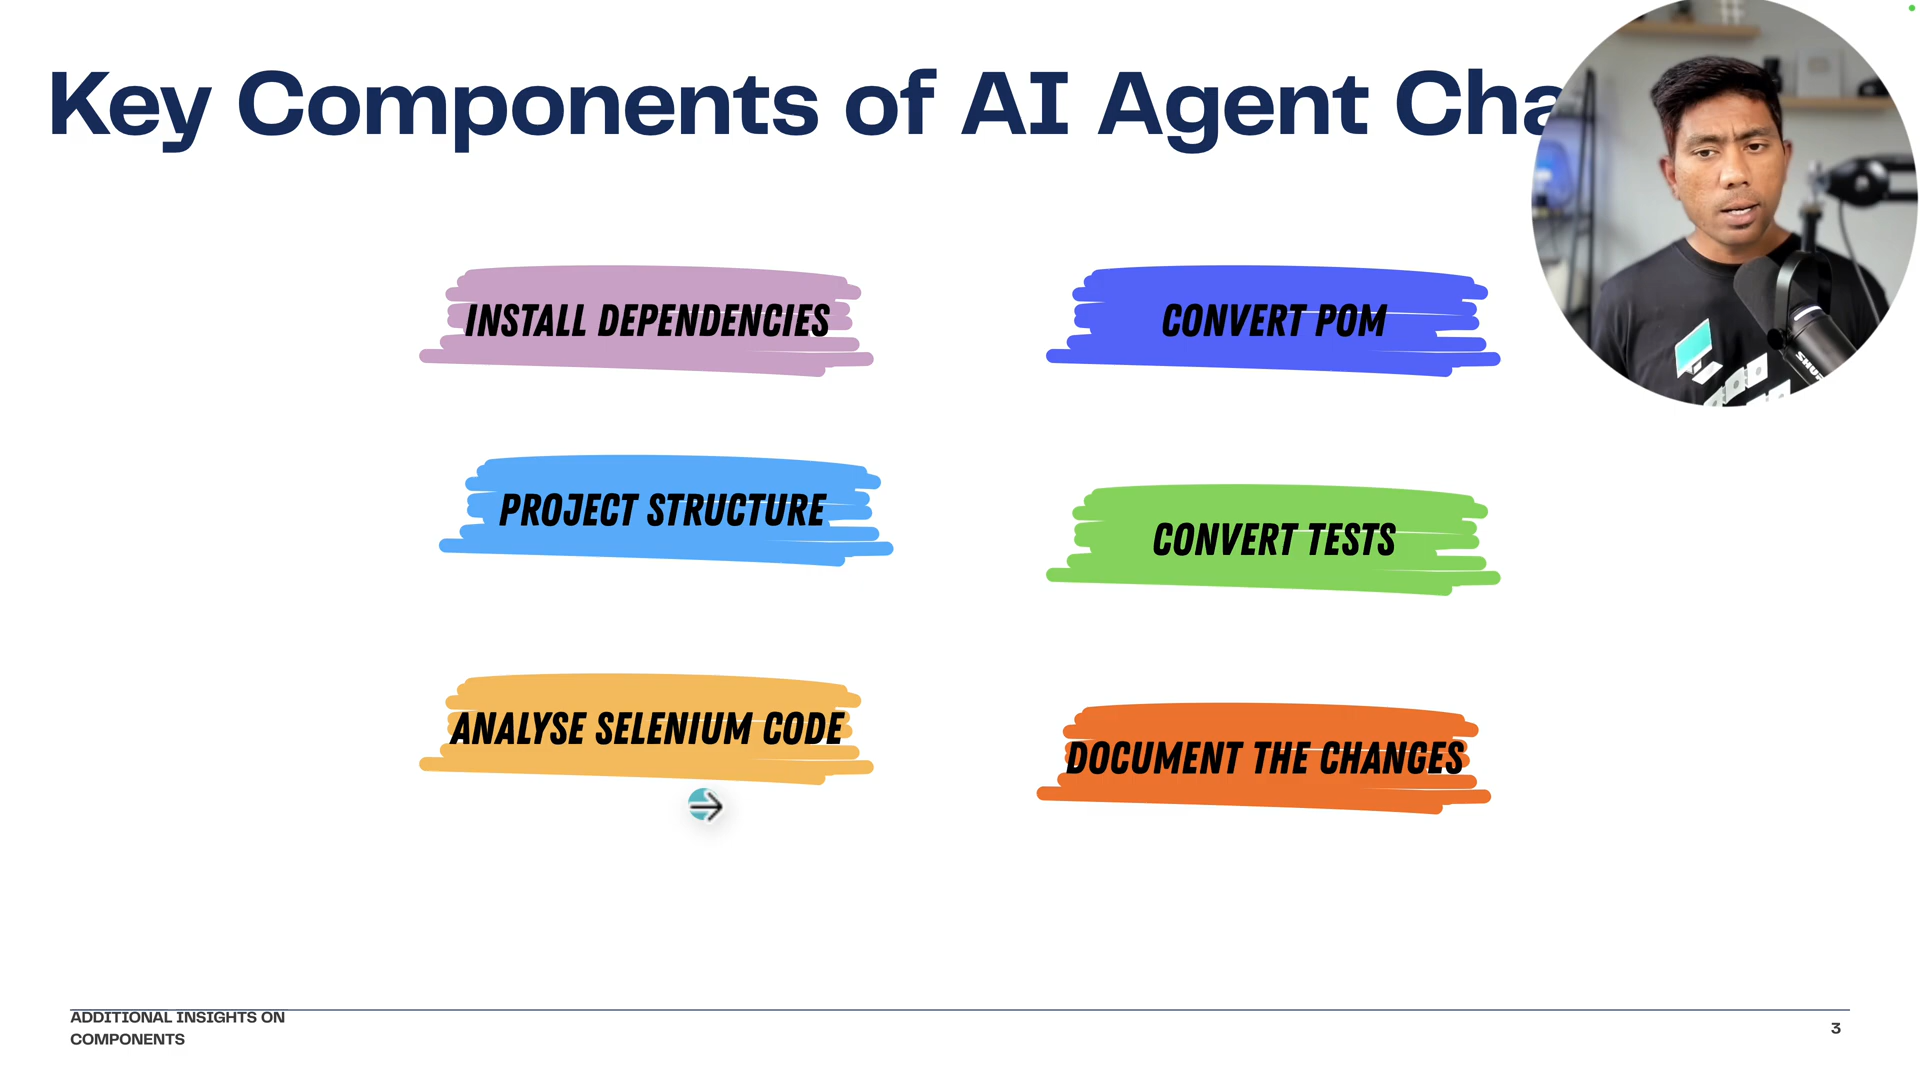 Key Components of AI Agent Cha
INSTALL DEPENDENCIES
CONVERT POM
PROJECT STRUCTURE
CONVERT TESTS
ANALYSE SELENIUM CODE
DOCUMENT THE CHANGES
ADDITIONAL INSIGHTS ON
COMPONENTS
3